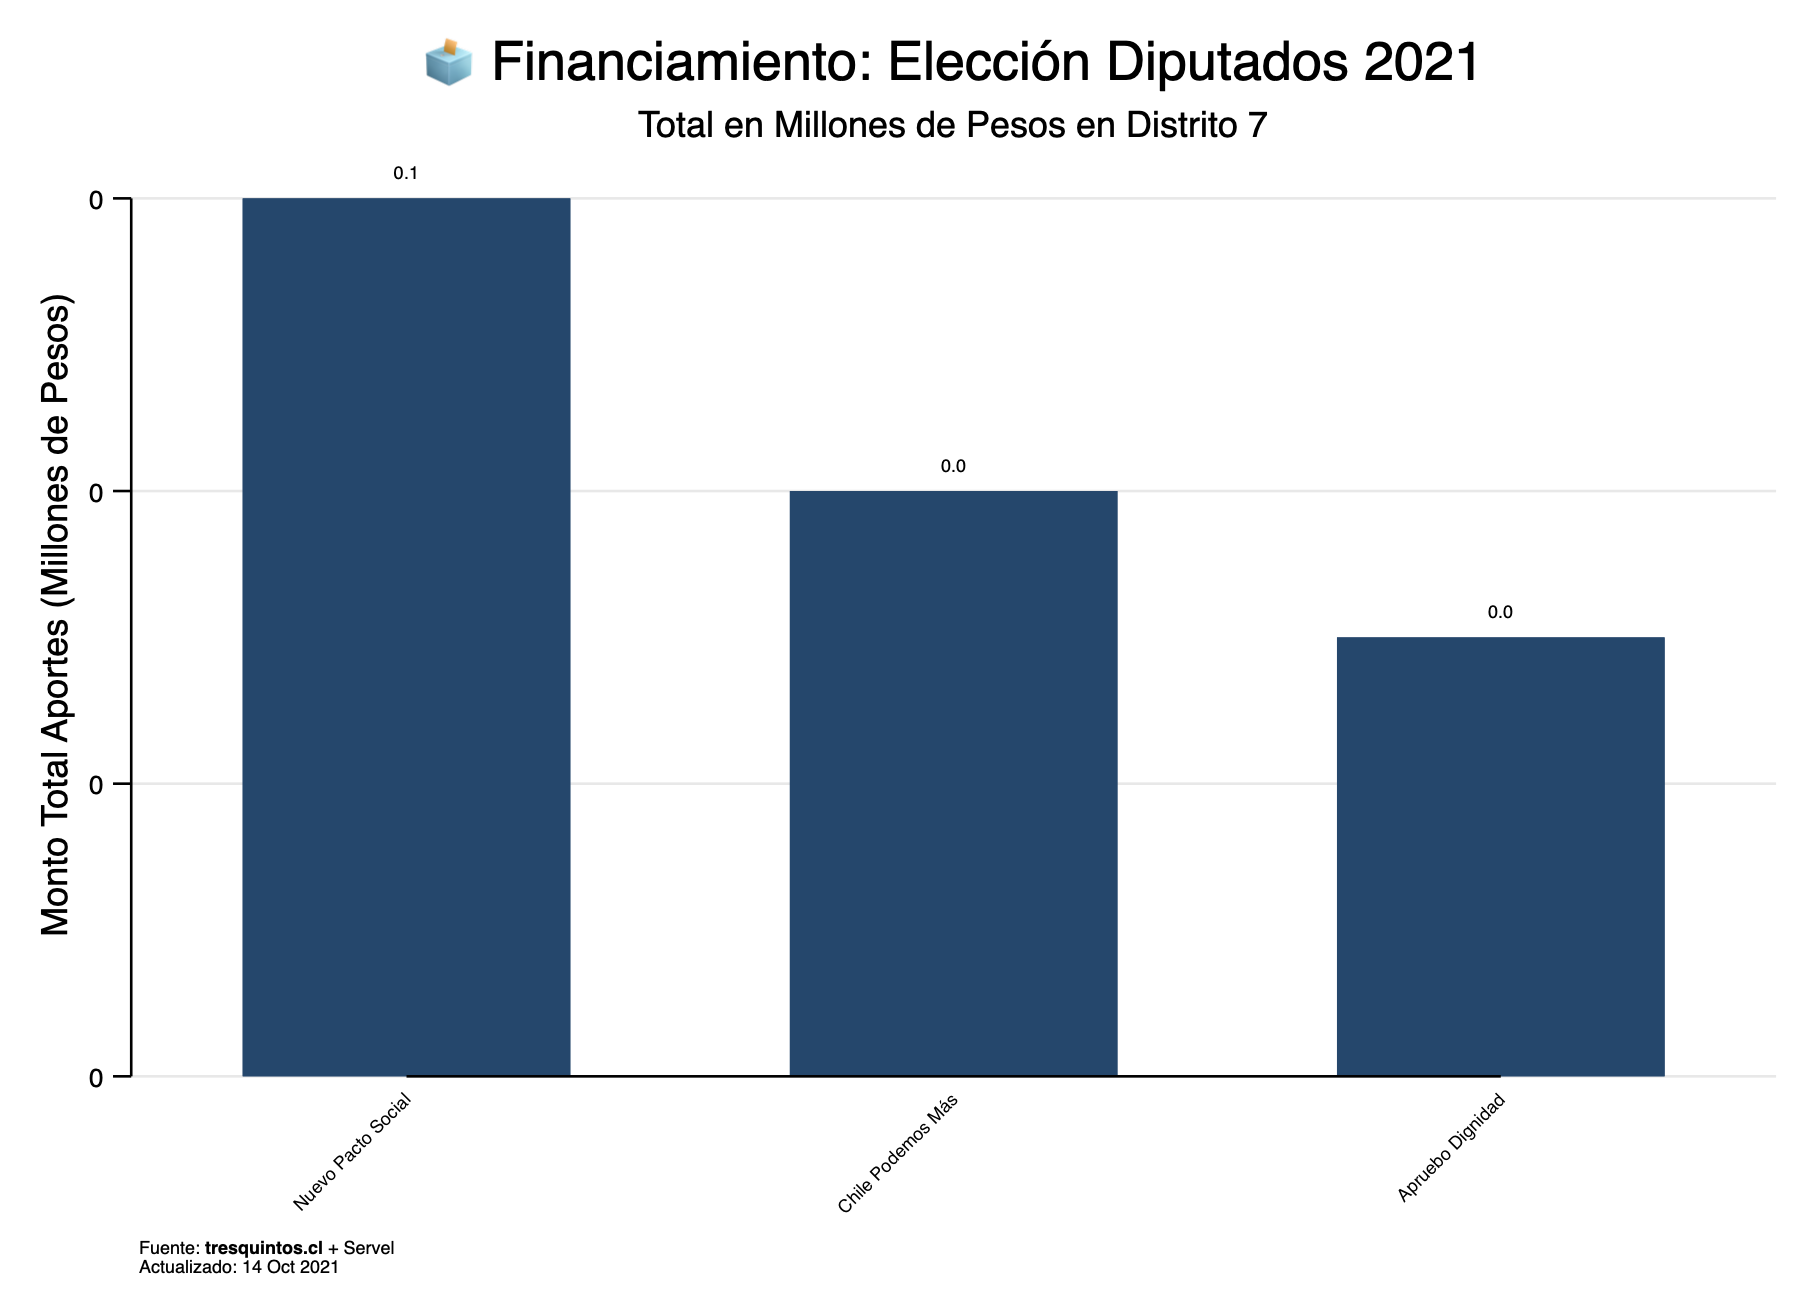 Financiamiento: Elección Diputados 2021
Total en Millones de Pesos en Distrito 7
Monto Total Aportes (Millones de Pesos)
0
0
0
0
0.1
0.0
0.0
Nuevo Pacto Social
Chile Podemos Más
Apruebo Dignidad
Fuente: tresquintos.cl + Servel
Actualizado: 14 Oct 2021